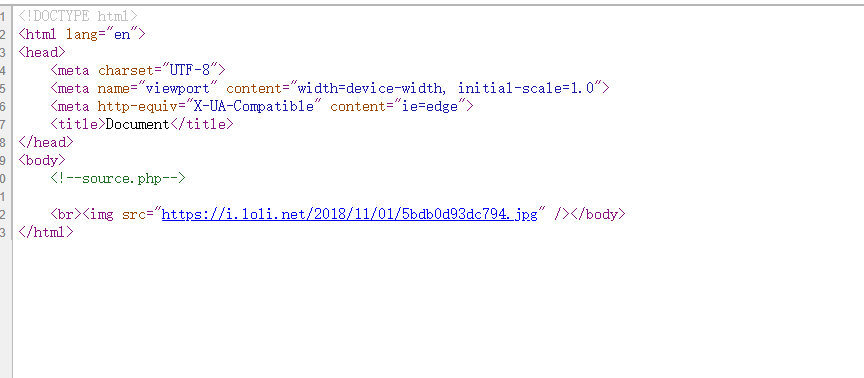 1 <!DOCTYPE html>
2 <html lang="en">
3 <head>
4     <meta charset="UTF-8">
5     <meta name="viewport" content="width=device-width, initial-scale=1.0">
6     <meta http-equiv="X-UA-Compatible" content="ie=edge">
7     <title>Document</title>
8 </head>
9 <body>
0     <!--source.php-->
1
2     <br><img src="https://i.loli.net/2018/11/01/5bdb0d93dc794.jpg" /></body>
3 </html>